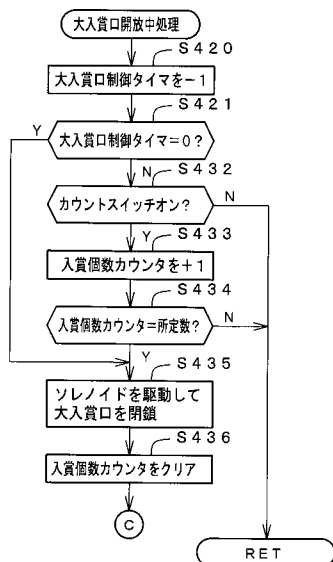 大入賞口開放中処理
S420
大入賞口制御タイマを−1
S421
Y
大入賞口制御タイマ=0?
N
S432
カウントスイッチオン?
N
Y
S433
入賞個数カウンタを+1
S434
入賞個数カウンタ=所定数?
N
Y
S435
ソレノイドを駆動して
大入賞口を閉鎖
S436
入賞個数カウンタをクリア
C
RET